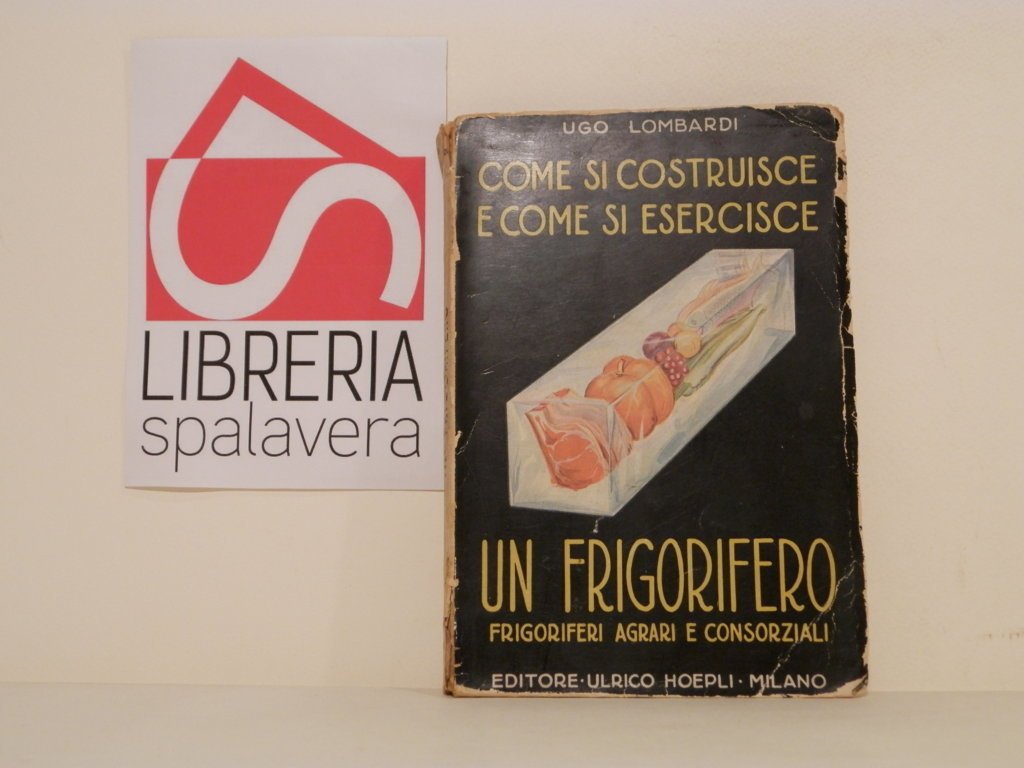 LIBRERIA
spalavera
UGO LOMBARDI
COME SI COSTRUISCE
E COME SI ESERCISCE
UN FRIGORIFERO
FRIGORIFERI AGRARI E CONSORZIALI
EDITORE·ULRICO HOEPLI·MILANO